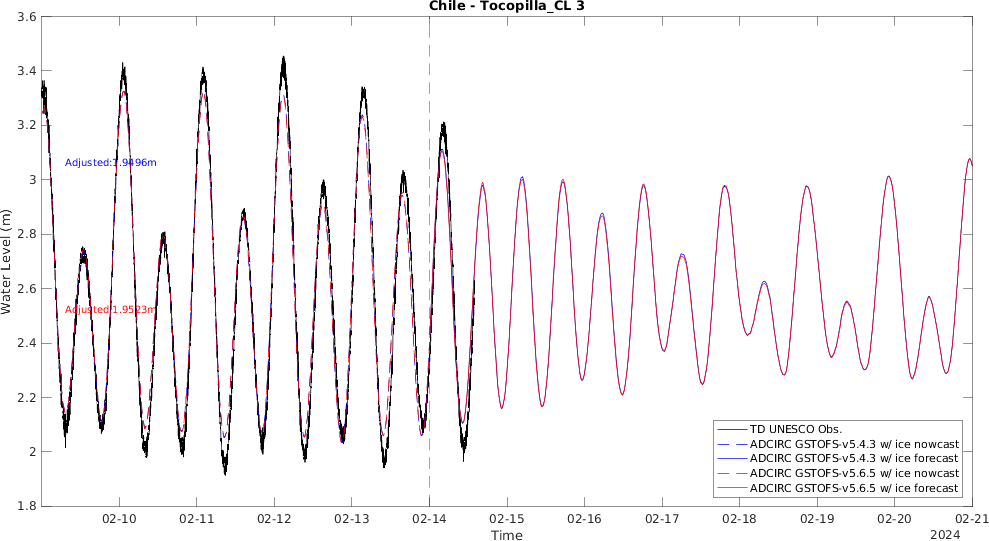 Chile - Tocopilla_CL 3
3.6
3.4
3.2
3
2.8
2.6
2.4
2.2
2
1.8
Water Level (m)
Adjusted:1.9496m
Adjusted:1.9523m
TD UNESCO Obs.
ADCIRC GSTOFS-v5.4.3 w/ ice nowcast
ADCIRC GSTOFS-v5.4.3 w/ ice forecast
ADCIRC GSTOFS-v5.6.5 w/ ice nowcast
ADCIRC GSTOFS-v5.6.5 w/ ice forecast
02-10 02-11 02-12 02-13 02-14 02-15 02-16 02-17 02-18 02-19 02-20 02-21
Time
2024